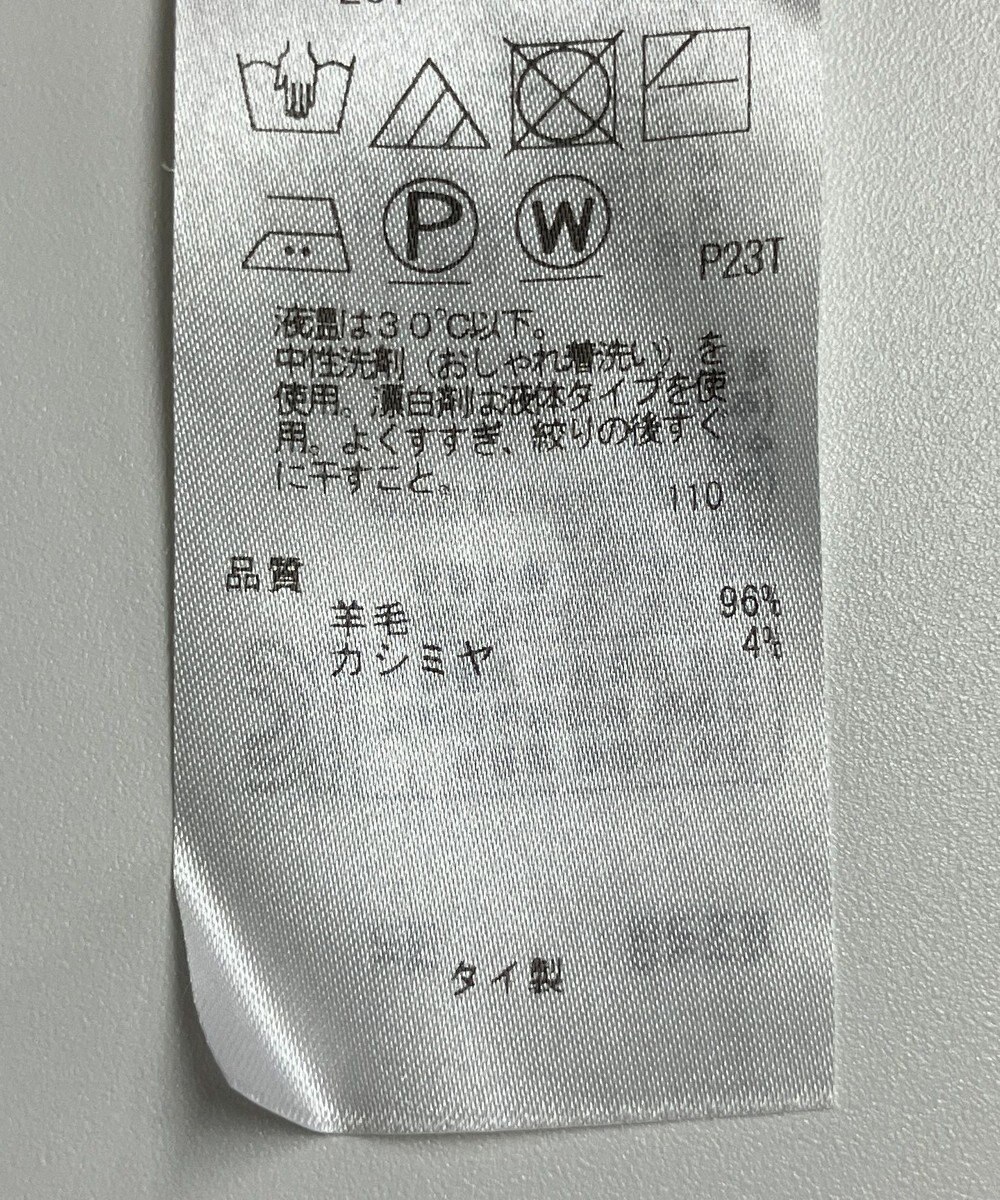 P
W
P23T
液温は30℃以下。
中性洗剤(おしゃれ着洗い)を
使用。漂白剤は液体タイプを使
用。よくすすぎ、絞りの後すぐ
に干すこと。
110
品質
羊毛 96%
カシミヤ 4%
タイ製